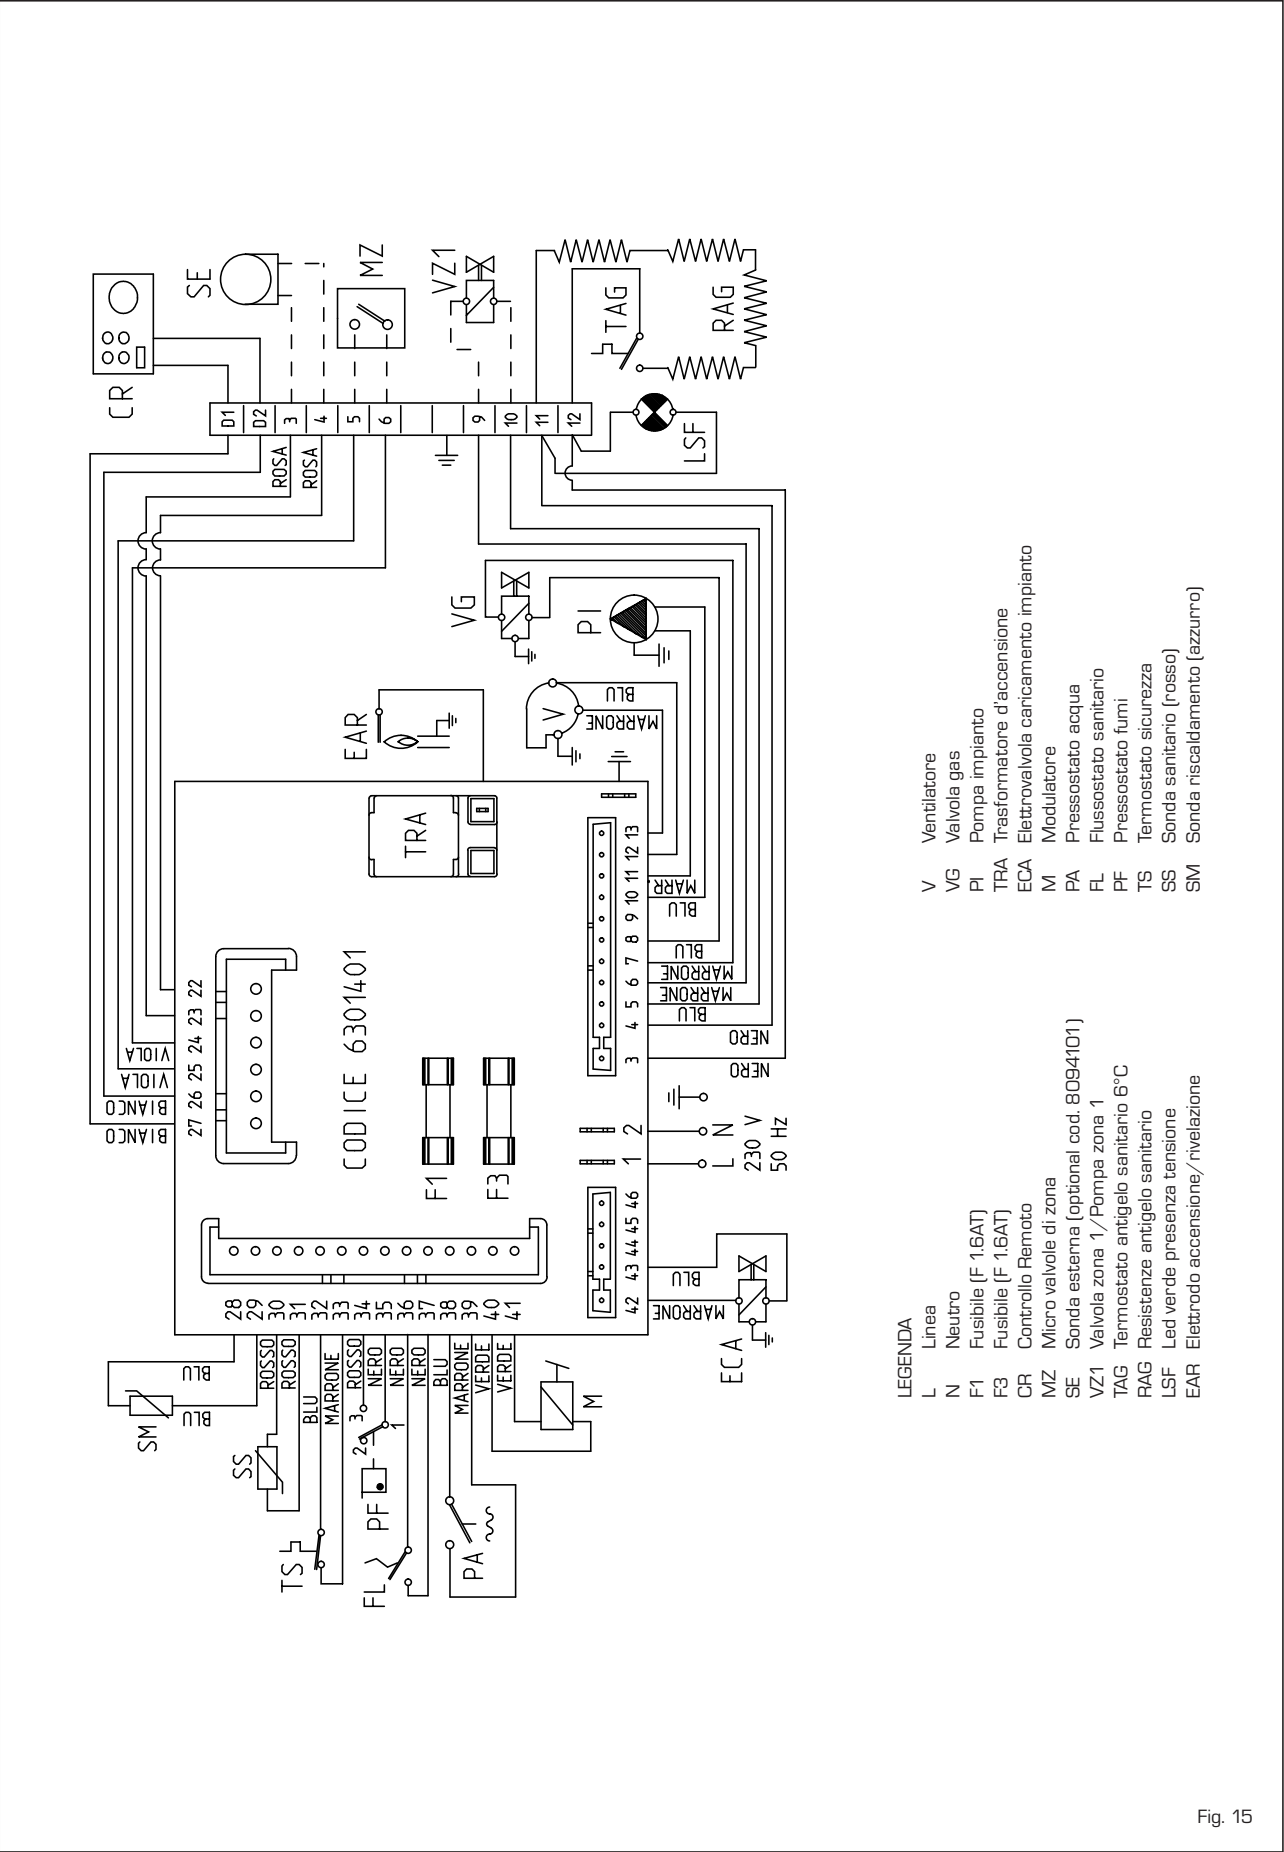 CR
SE
MZ
VZ1
TAG
RAG
LSF
D1
D2
3
4
5
6
9
10
11
12
ROSA
ROSA
VG
PI
V
BLU
MARRONE
EAR
TRA
CODICE 6301401
F1
F3
22
23
24
25
26
27
VIOLA
VIOLA
BIANCO
BIANCO
13
12
11
10
9
8
7
6
5
4
3
MARR.
BLU
BLU
MARRONE
MARRONE
BLU
NERO
NERO
2
1
N
L
230 V
50 Hz
46
45
44
43
42
BLU
MARRONE
ECA
28
29
30
31
32
33
34
35
36
37
38
39
40
41
BLU
BLU
ROSSO
ROSSO
BLU
MARRONE
ROSSO
NERO
NERO
NERO
BLU
MARRONE
VERDE
VERDE
SM
SS
TS
PF
3
2
1
FL
PA
M
LEGENDA
L Linea
N Neutro
F1 Fusibile (F 1.6AT)
F3 Fusibile (F 1.6AT)
CR Controllo Remoto
MZ Micro valvole di zona
SE Sonda esterna (optional cod. 8094101)
VZ1 Valvola zona 1/Pompa zona 1
TAG Termostato antigelo sanitario 6°C
RAG Resistenze antigelo sanitario
LSF Led verde presenza tensione
EAR Elettrodo accensione/rivelazione
V Ventilatore
VG Valvola gas
PI Pompa impianto
TRA Trasformatore d'accensione
ECA Elettrovalvola caricamento impianto
M Modulatore
PA Pressostato acqua
FL Flussostato sanitario
PF Pressostato fumi
TS Termostato sicurezza
SS Sonda sanitario (rosso)
SM Sonda riscaldamento (azzurro)
Fig. 15